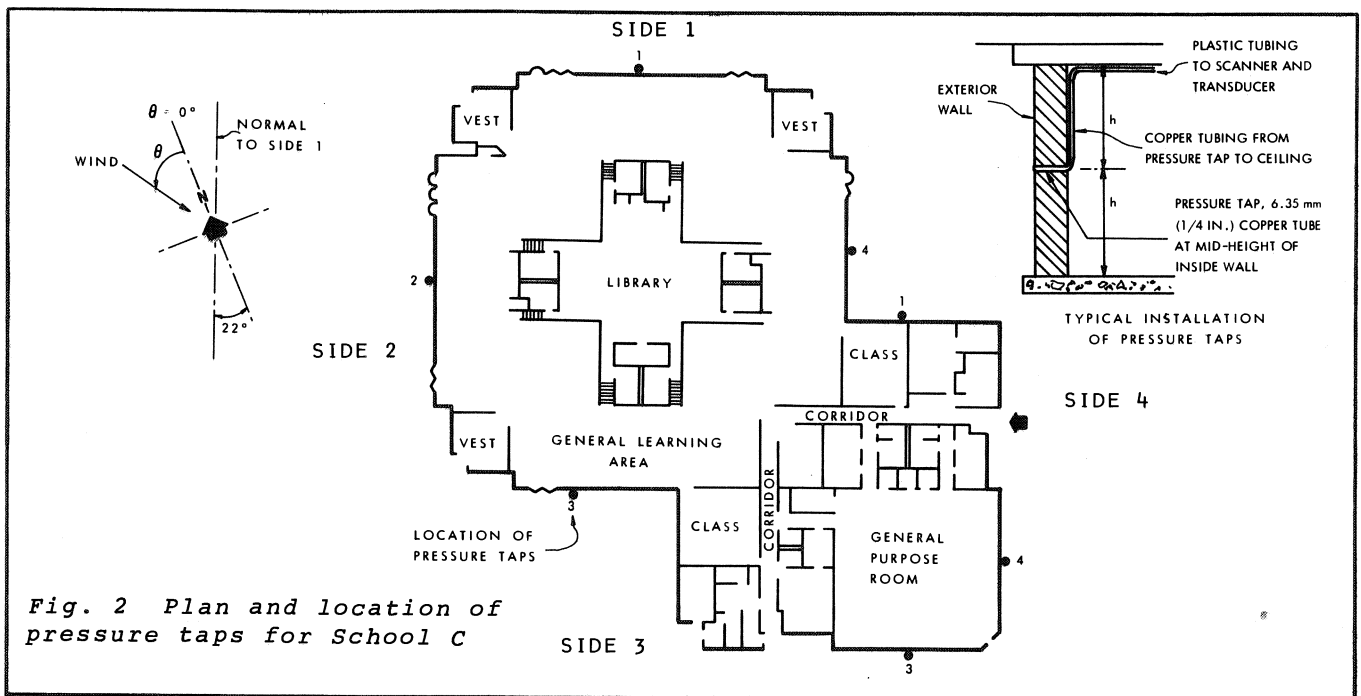 SIDE 1
1
θ = 0°
NORMAL
TO SIDE 1
θ
WIND
N
22°
VEST
VEST
2
LIBRARY
4
SIDE 2
1
CLASS
SIDE 4
CORRIDOR
VEST
GENERAL LEARNING
AREA
CORRIDOR
3
CLASS
LOCATION OF
PRESSURE TAPS
GENERAL
PURPOSE
ROOM
4
SIDE 3
3
PLASTIC TUBING
TO SCANNER AND
TRANSDUCER
EXTERIOR
WALL
h
COPPER TUBING FROM
PRESSURE TAP TO CEILING
h
PRESSURE TAP, 6.35 mm
(1/4 IN.) COPPER TUBE
AT MID-HEIGHT OF
INSIDE WALL
TYPICAL INSTALLATION
OF PRESSURE TAPS
Fig. 2 Plan and location of
pressure taps for School C